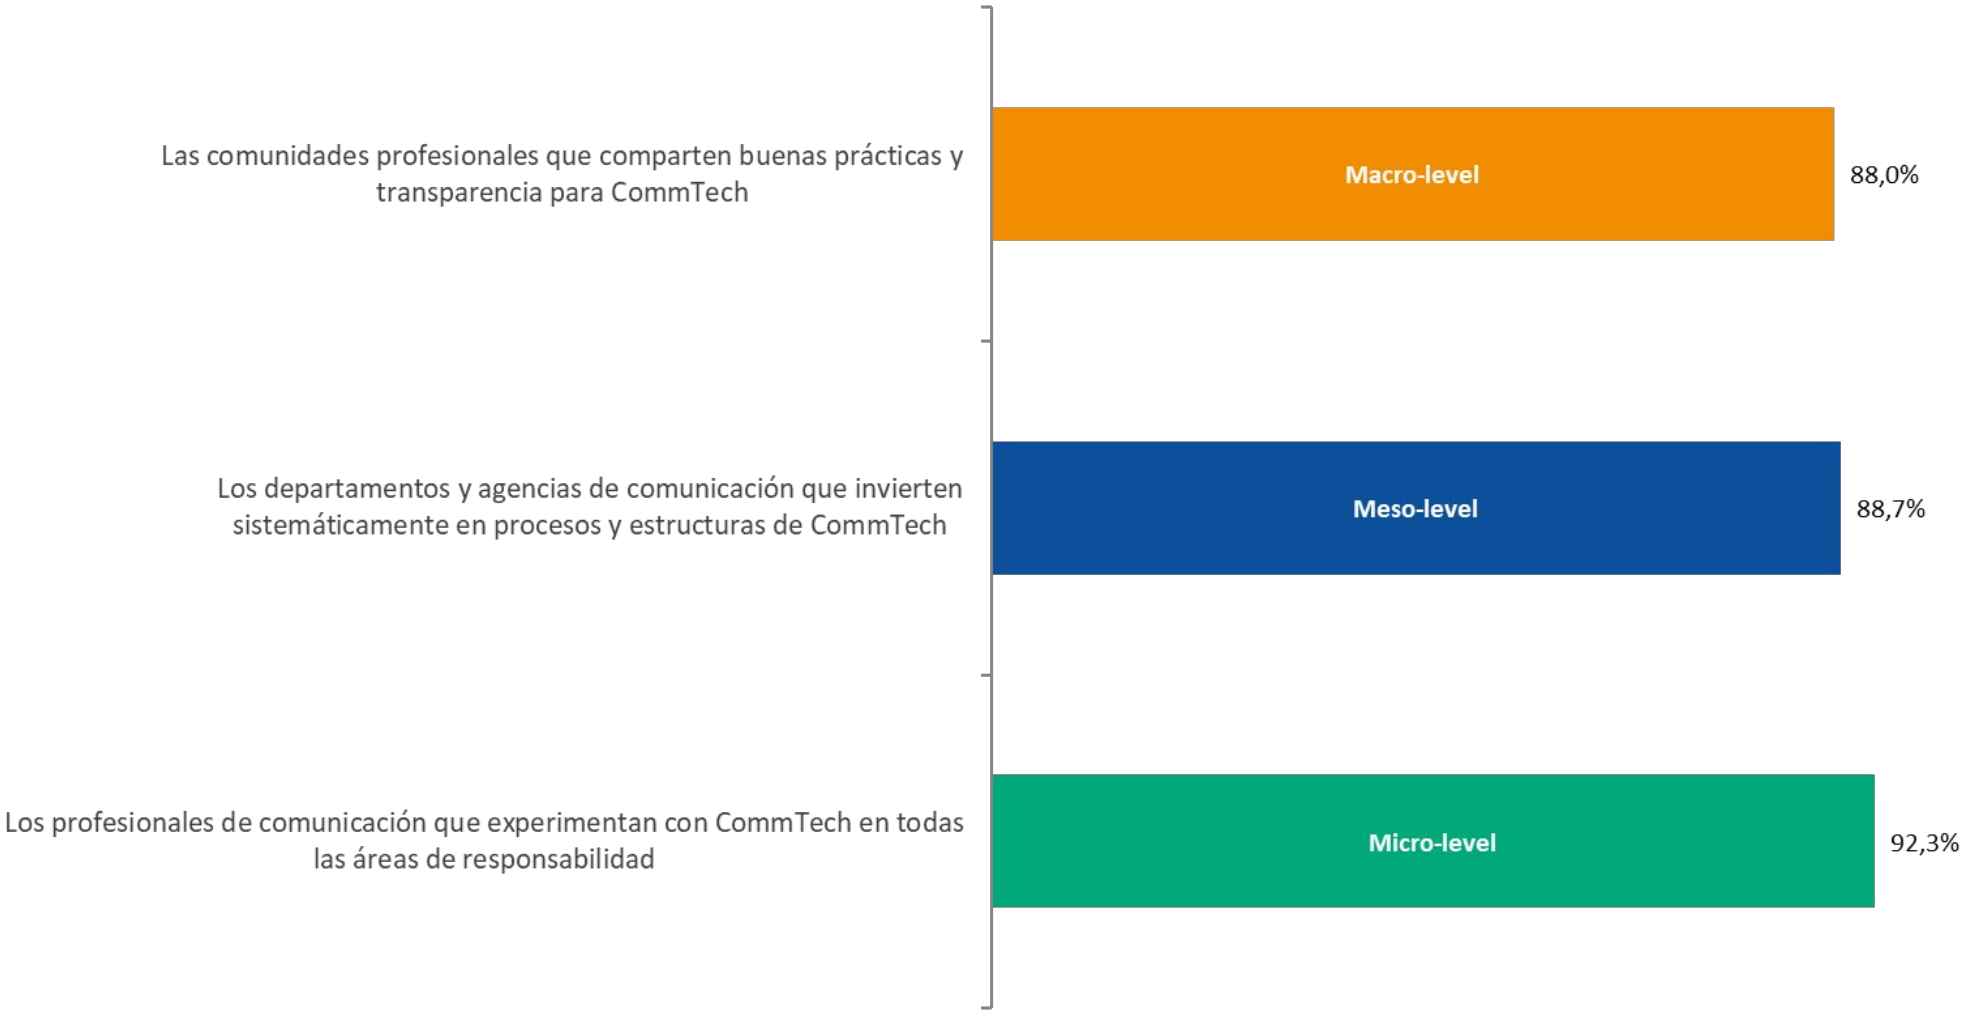 Las comunidades profesionales que comparten buenas prácticas y
transparencia para CommTech
Macro-level
88,0%
Los departamentos y agencias de comunicación que invierten
sistemáticamente en procesos y estructuras de CommTech
Meso-level
88,7%
Los profesionales de comunicación que experimentan con CommTech en todas
las áreas de responsabilidad
Micro-level
92,3%